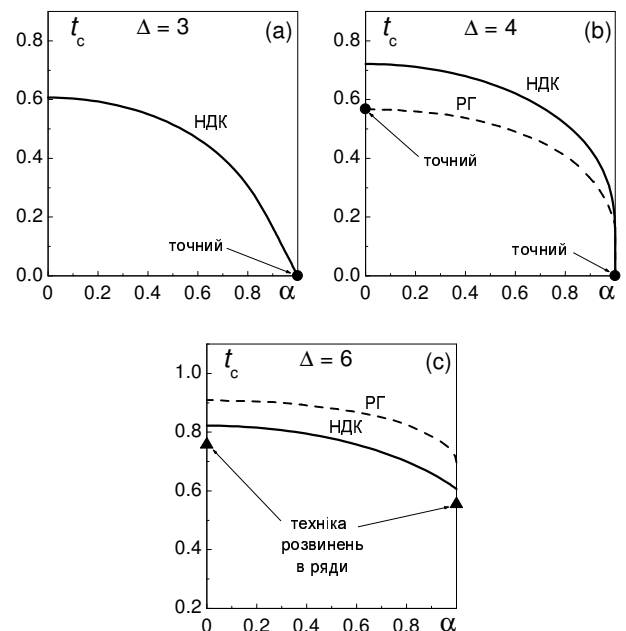 t_c Δ = 3 (a)
0.8
0.6
0.4
0.2
0.0
НДК
точний
0 0.2 0.4 0.6 0.8 α
t_c Δ = 4 (b)
0.8
0.6
0.4
0.2
0.0
НДК
РГ
точний
точний
0 0.2 0.4 0.6 0.8 α
t_c Δ = 6 (c)
1.0
0.8
0.6
0.4
0.2
РГ
НДК
техніка
розвинень
в ряди
0 0.2 0.4 0.6 0.8 α